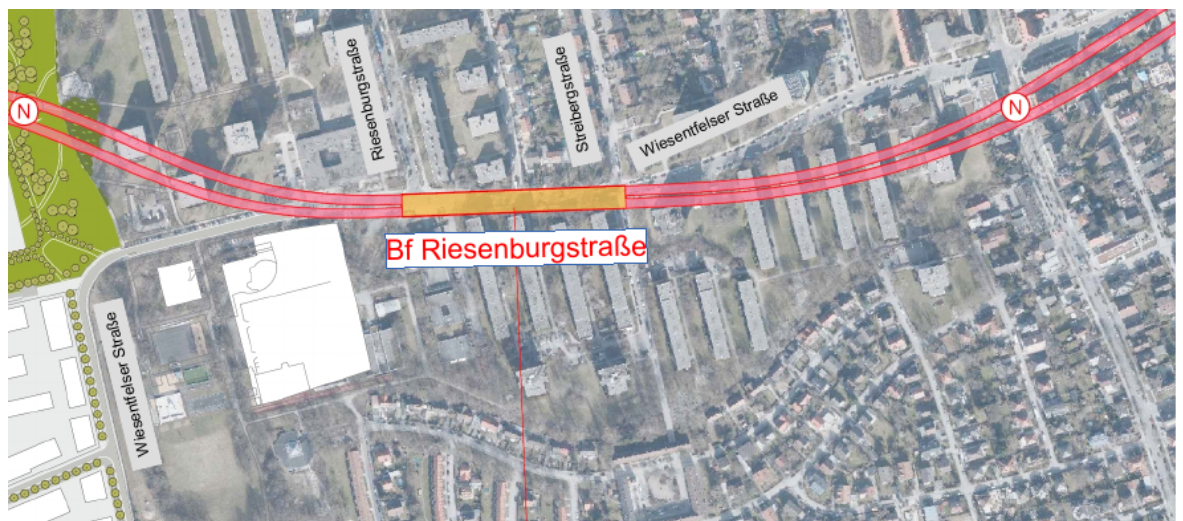 Riesenburgstraße
Streibergstraße
Wiesentfelser Straße
N
N
Bf Riesenburgstraße
Wiesentfelser Straße